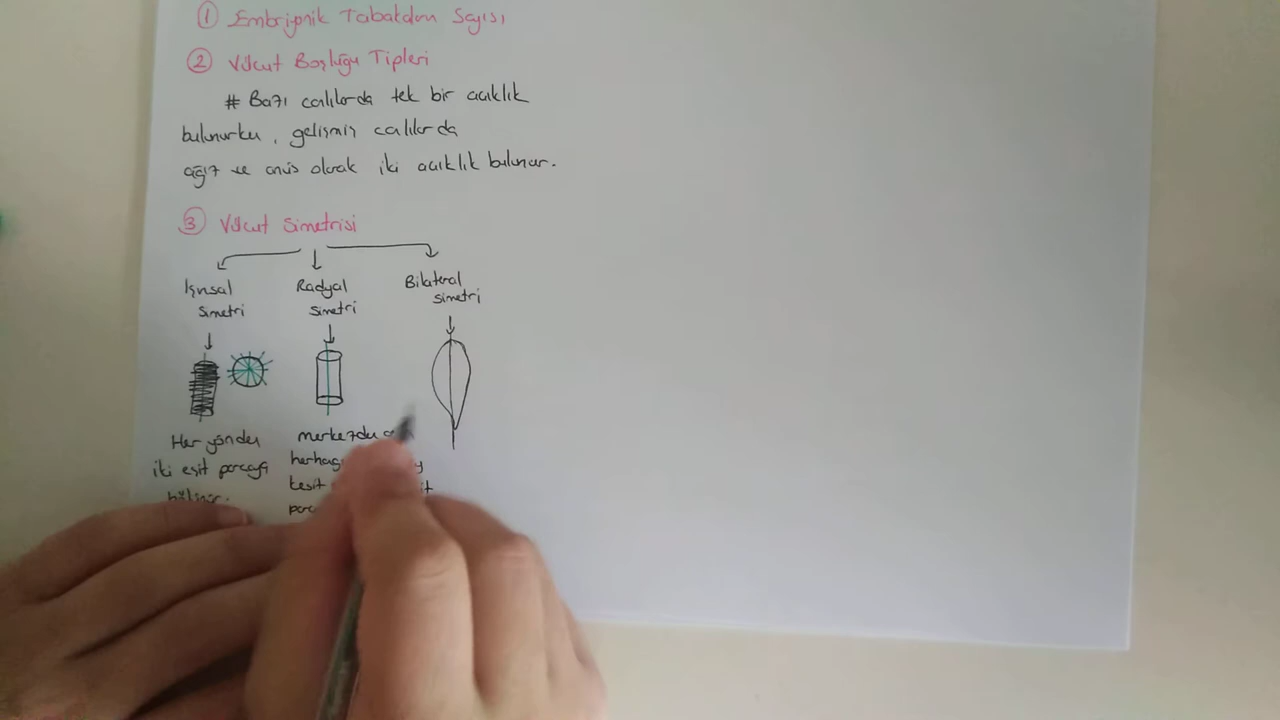 ① Embriyonik Tabakaların Sayısı
② Vücut Boşluğu Tipleri
# Bazı canlılarda tek bir açıklık
bulunurken, gelişmiş canlılarda
ağız ve anüs olarak iki açıklık bulunur.
③ Vücut Simetrisi
Işınsal simetri
Radyal simetri
Bilateral simetri
Her yönden
iki eşit parçaya
bölünür.
merkezden
kesit